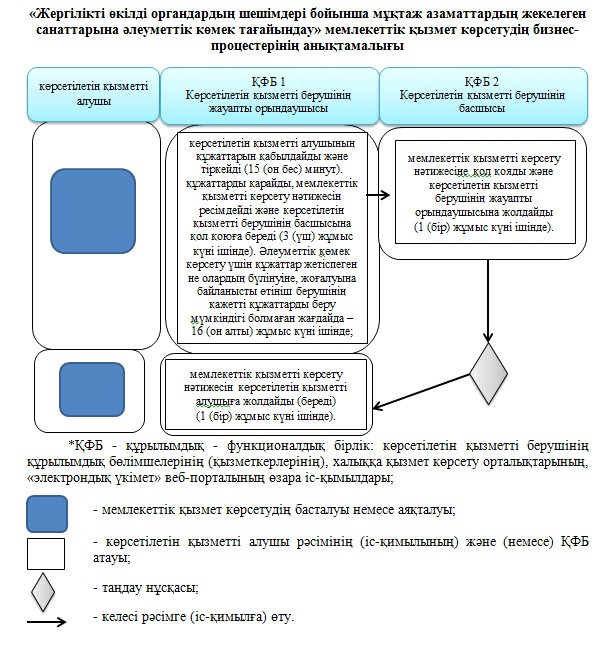 «Жергілікті өкілді органдардың шешімдері бойынша мұқтаж азаматтардың жекелеген
санаттарына әлеуметтік көмек тағайындау» мемлекеттік қызмет көрсетудің бизнес-
процестерінің анықтамалығы
көрсетілетін қызметті
алушы
ҚФБ 1
Көрсетілетін қызметті берушінің
жауапты орындаушысы
ҚФБ 2
Көрсетілетін қызметті берушінің
басшысы
көрсетілетін қызметті алушының
құжаттарын қабылдайды және
тіркейді (15 (он бес) минут).
құжаттарды қарайды, мемлекеттік
қызметті көрсету нәтижесін
ресімдейді және көрсетілетін
қызметті берушінің басшысына
қол қоюға береді (3 (үш) жұмыс
күні ішінде). Әлеуметтік көмек
көрсету үшін құжаттар жетіспеген
не олардың бүлінуіне, жоғалуына
байланысты өтініш берушінің
кажетті құжаттарды беру
мүмкіндігі болмаған жағдайда –
16 (он алты) жұмыс күні ішінде;
мемлекеттік қызметті көрсету
нәтижесіне қол қояды және
көрсетілетін қызметті
берушінің жауапты
орындаушысына жолдайды
(1 (бір) жұмыс күні ішінде).
мемлекеттік қызметті көрсету
нәтижесін көрсетілетін қызметті
алушыға жолдайды (береді)
(1 (бір) жұмыс күні ішінде).
*ҚФБ - құрылымдық - функционалдық бірлік: көрсетілетін қызметті берушінің
құрылымдық бөлімшелерінің (қызметкерлерінің), халыққа қызмет көрсету орталықтарының,
«электрондық үкімет» веб-порталының өзара іс-қимылдары;
- мемлекеттік қызмет көрсетудің басталуы немесе аяқталуы;
- көрсетілетін қызметті алушы рәсімінің (іс-қимылының) және (немесе) ҚФБ
атауы;
- таңдау нұсқасы;
- келесі рәсімге (іс-қимылға) өту.